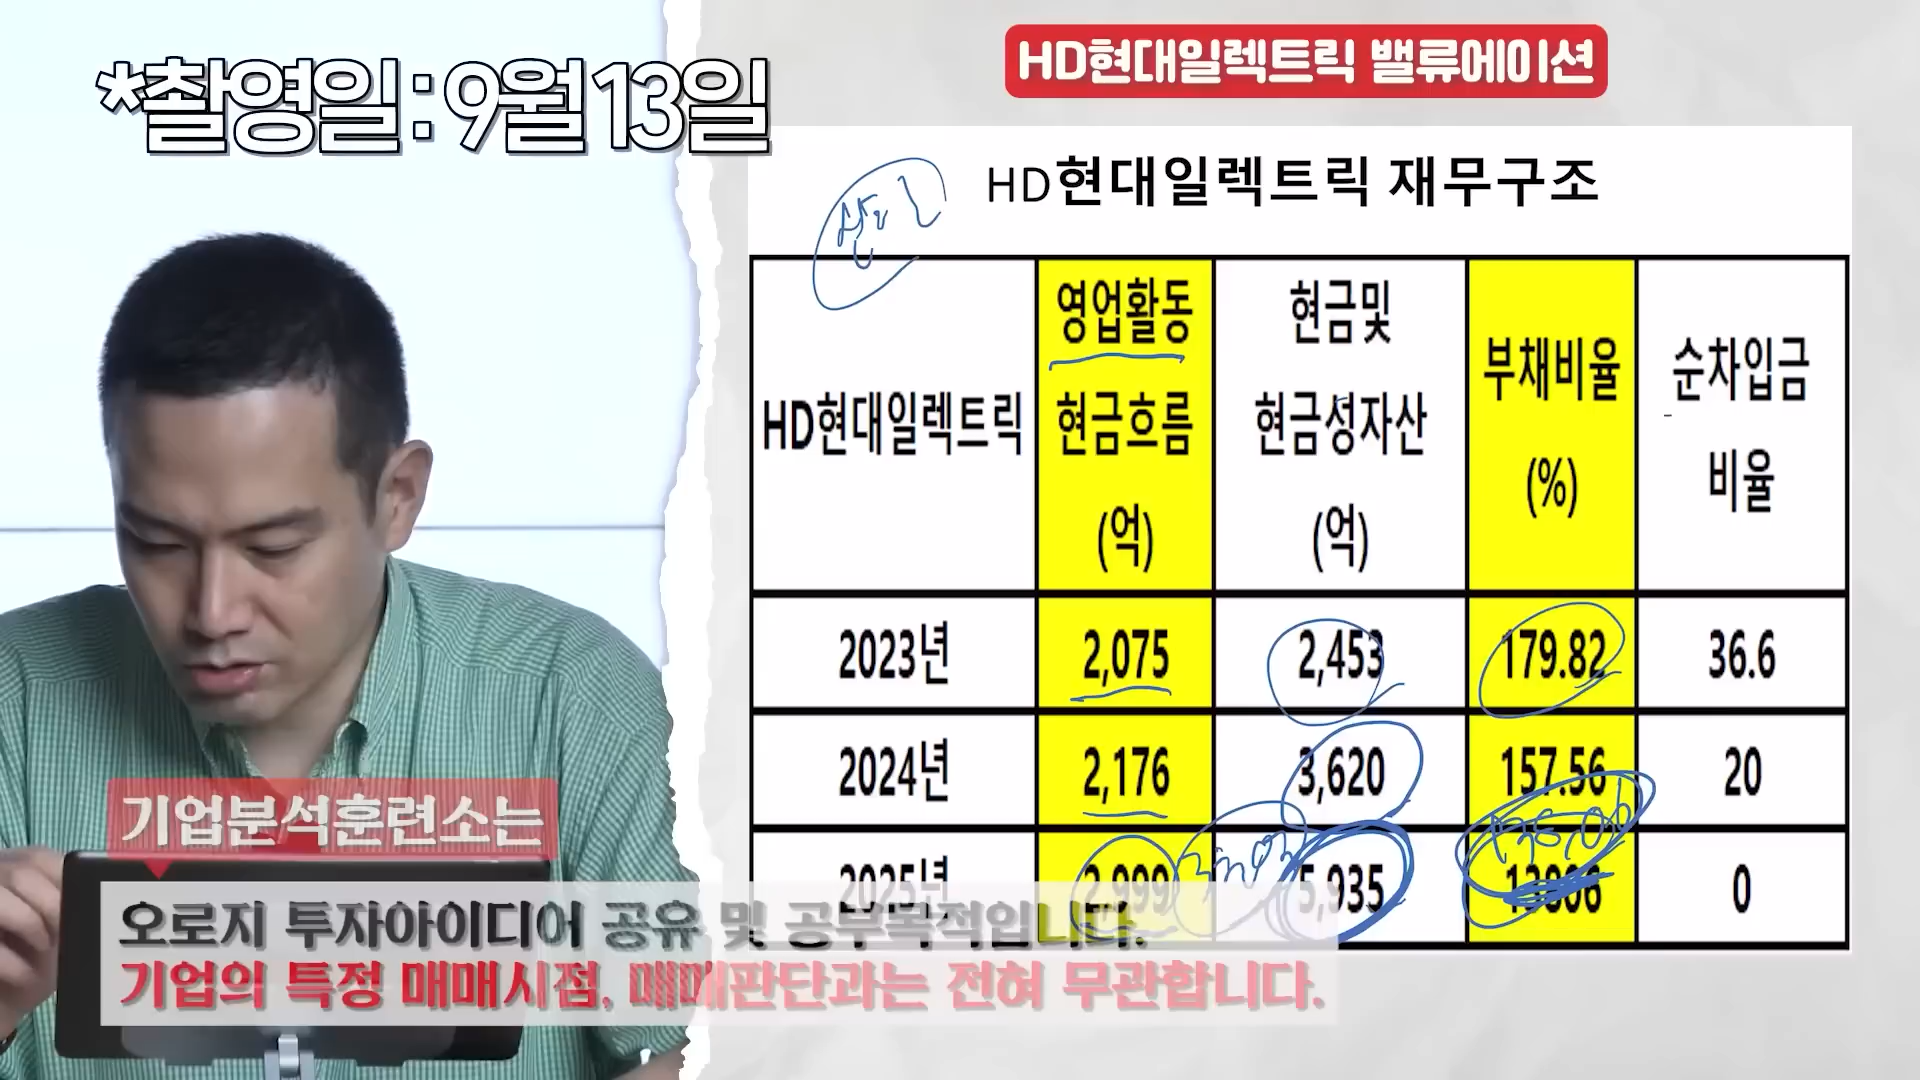 *촬영일 : 9월 13일
HD현대일렉트릭 밸류에이션
HD현대일렉트릭 재무구조
HD현대일렉트릭
영업활동
현금흐름
(억)
현금및
현금성자산
(억)
부채비율
(%)
순차입금
비율
2023년 2,075 2,453 179.82 36.6
2024년 2,176 3,620 157.56 20
2025년 2,999 5,935 0
기업분석훈련소는
오로지 투자아이디어 공유 및 공부목적입니다.
기업의 특정 매매시점, 매매판단과는 전혀 무관합니다.